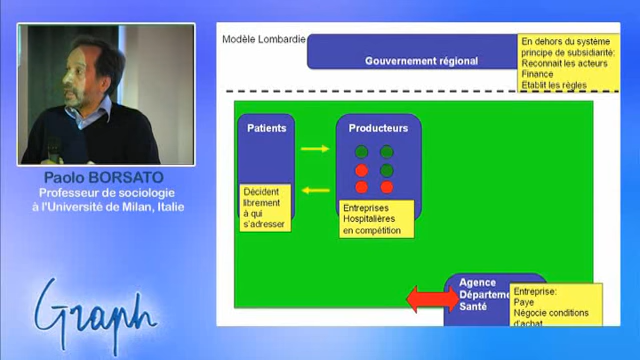 Modèle Lombardie
Gouvernement régional
En dehors du système
principe de subsidiarité:
Reconnait les acteurs
Finance
Etablit les règles
Patients
Producteurs
Décident
librement
à qui
s'adresser
Entreprises
Hospitalières
en compétition
Agence
Départeme
Santé
Entreprise:
Paye
Négocie conditions
d'achat
Paolo BORSATO
Professeur de sociologie
à l'Université de Milan, Italie
Graph